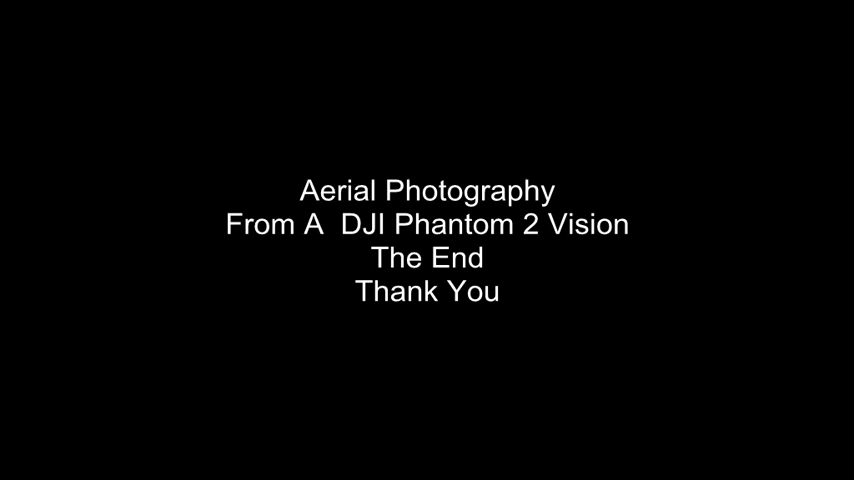 Aerial Photography
From A  DJI Phantom 2 Vision
The End
Thank You